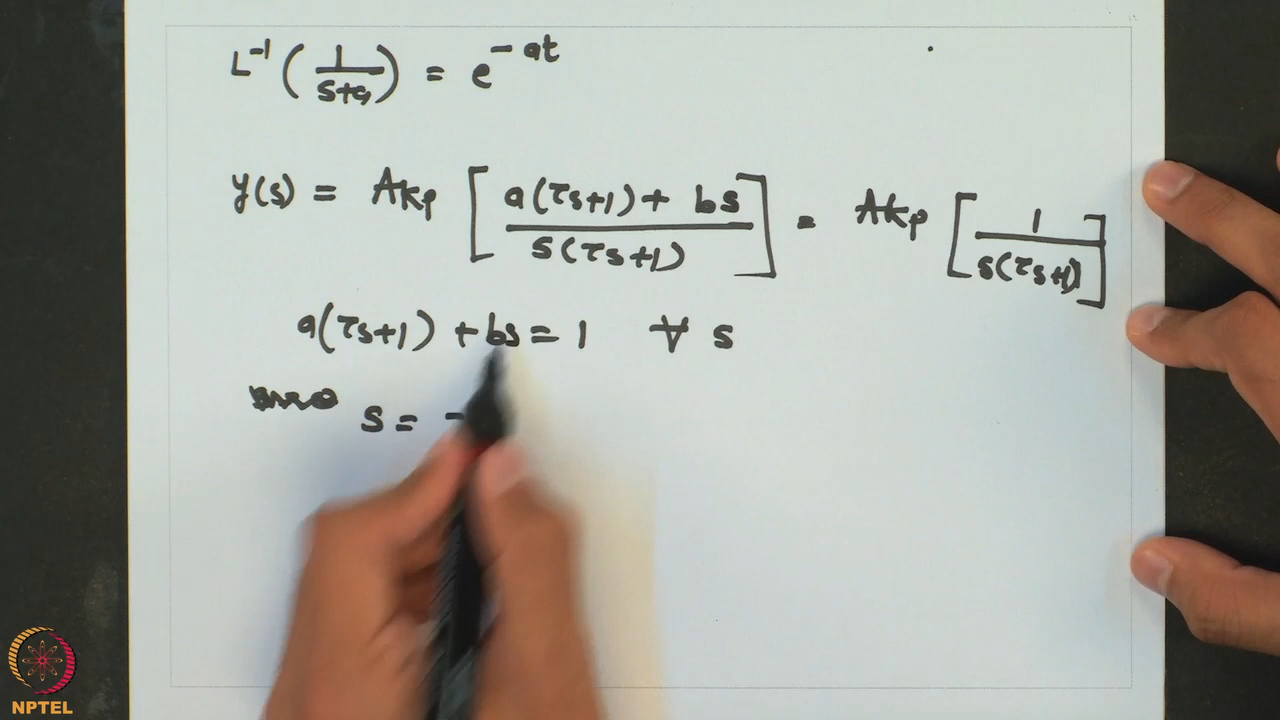 L⁻¹ ( 1 / s+a ) = e^{-at}
y(s) = AKp [ a(τs+1) + bs / s(τs+1) ] = AKp [ 1 / s(τs+1) ]
a(τs+1) + bs = 1 ∀ s
s = -
NPTEL